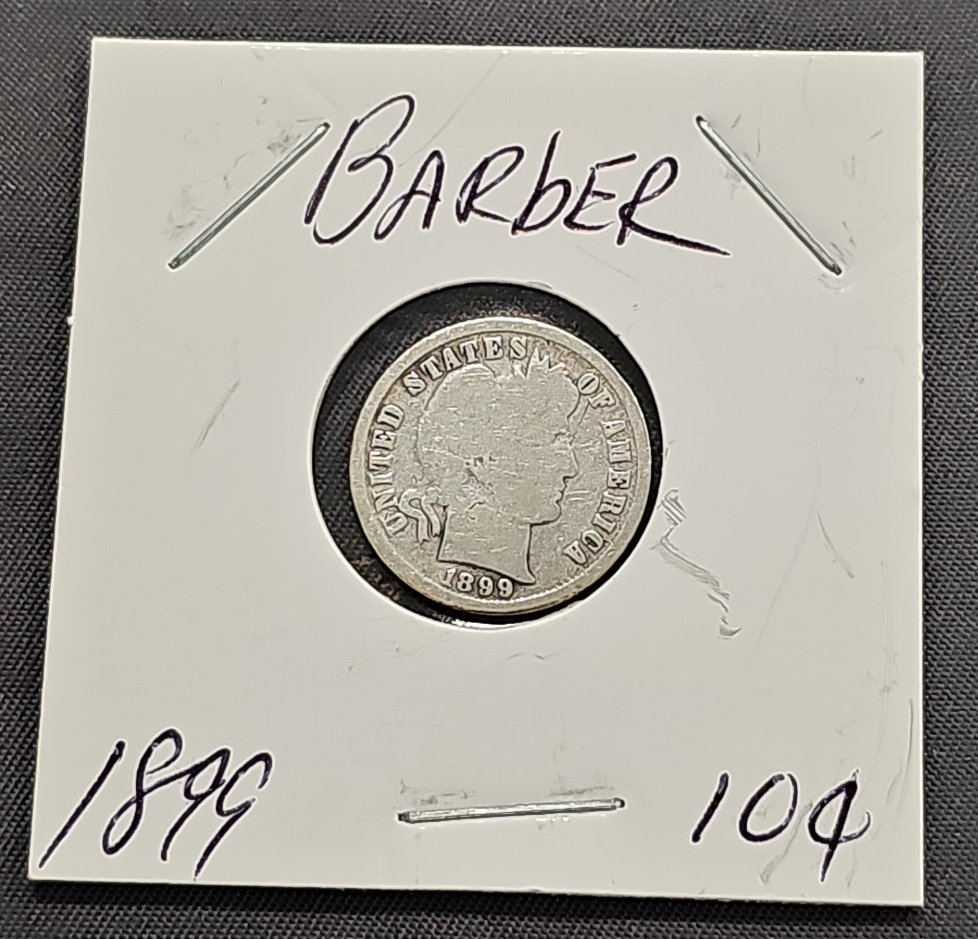 BARbER
UNITED STATES OF AMERICA
1899
1899 10¢